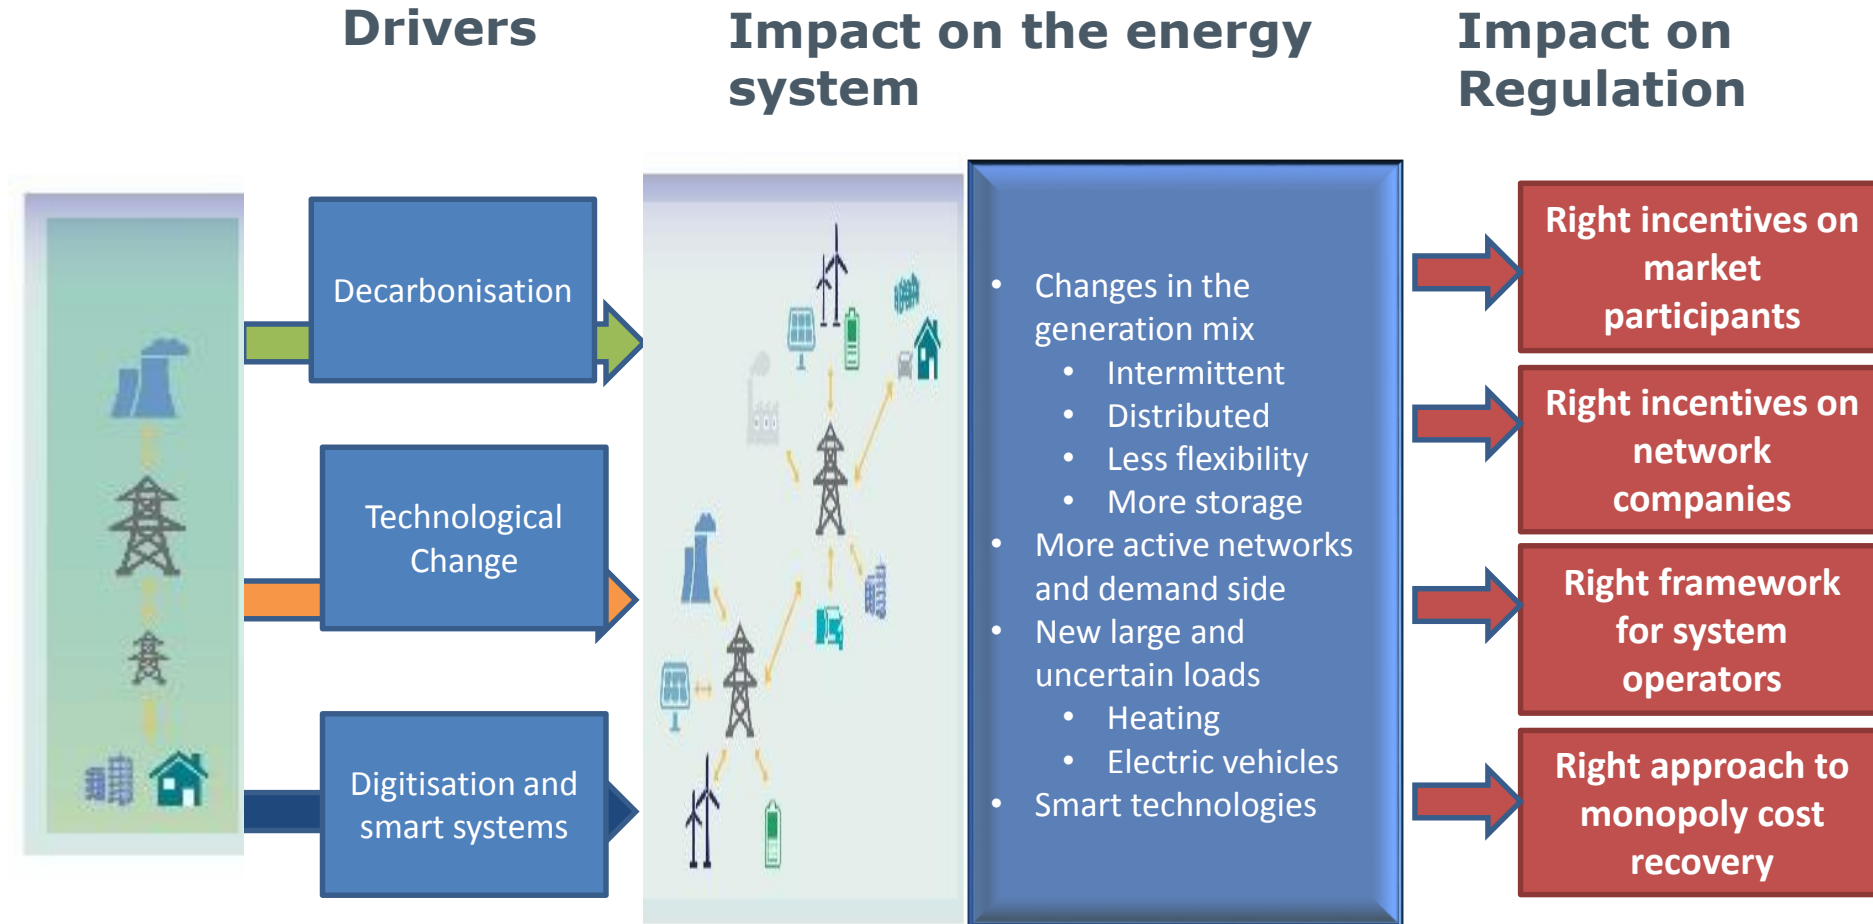 Drivers
Impact on the energy
system
Impact on
Regulation
Decarbonisation
Technological
Change
Digitisation and
smart systems
• Changes in the
generation mix
• Intermittent
• Distributed
• Less flexibility
• More storage
• More active networks
and demand side
• New large and
uncertain loads
• Heating
• Electric vehicles
• Smart technologies
Right incentives on
market
participants
Right incentives on
network
companies
Right framework
for system
operators
Right approach to
monopoly cost
recovery